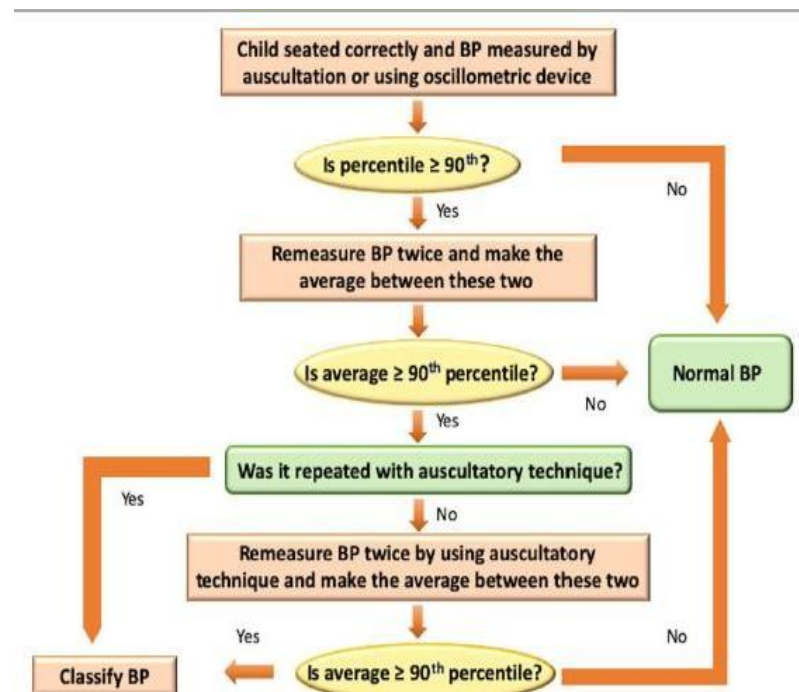 Child seated correctly and BP measured by
auscultation or using oscillometric device
Is percentile ≥ 90th?
No
Yes
Remeasure BP twice and make the
average between these two
Is average ≥ 90th percentile?
Normal BP
No
Yes
Was it repeated with auscultatory technique?
Yes
No
Remeasure BP twice by using auscultatory
technique and make the average between these two
Yes
No
Classify BP
Is average ≥ 90th percentile?